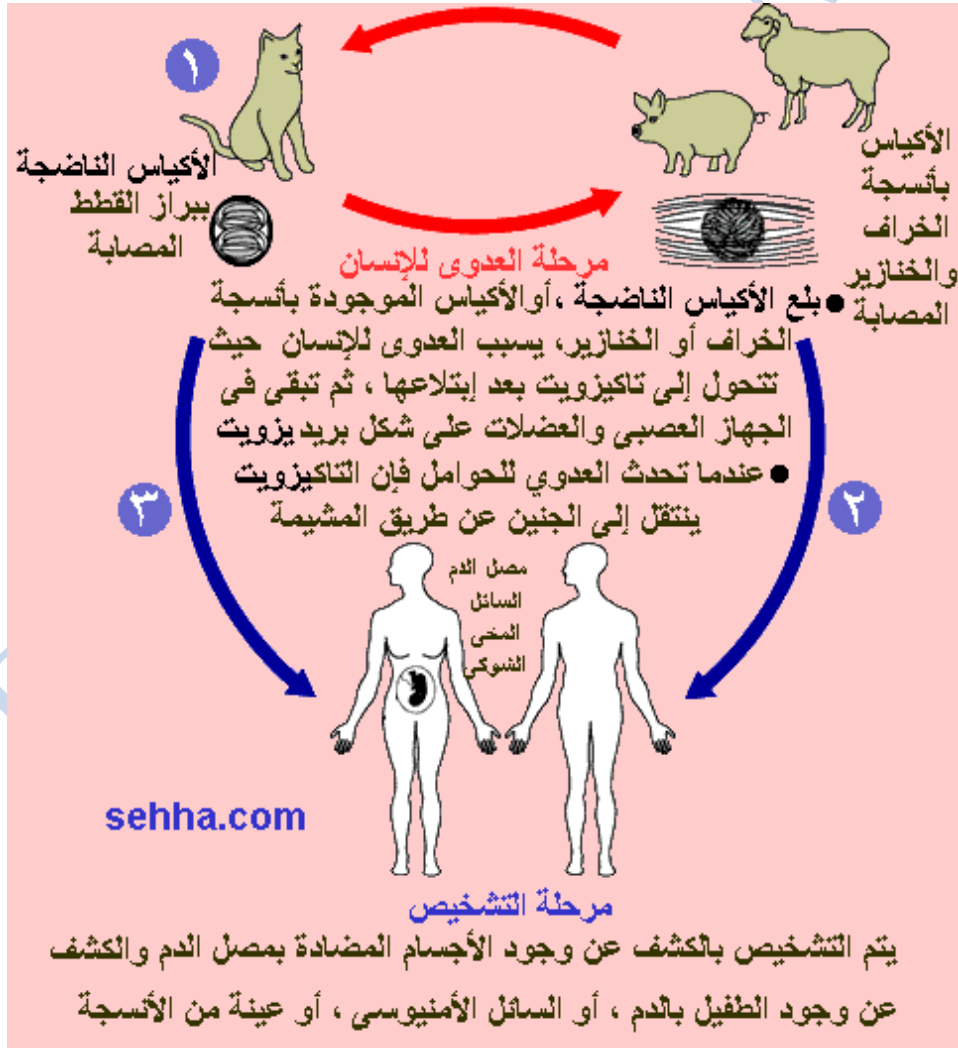 ١
الأكياس الناضجة
ببراز القطط
المصابة
الأكياس
بأنسجة
الخراف
والخنازير
المصابة
مرحلة العدوى للإنسان
● بلع الأكياس الناضجة ، أوالأكياس الموجودة بأنسجة
الخراف أو الخنازير، يسبب العدوى للإنسان حيث
تتحول إلى تاكيزويت بعد إبتلاعها ، ثم تبقى فى
الجهاز العصبى والعضلات على شكل بريد يزويت
● عندما تحدث العدوي للحوامل فإن التاكيزويت
ينتقل إلى الجنين عن طريق المشيمة
٢
٣
مصل الدم
السائل
المخى
الشوكي
sehha.com
مرحلة التشخيص
يتم التشخيص بالكشف عن وجود الأجسام المضادة بمصل الدم والكشف
عن وجود الطفيل بالدم ، أو السائل الأمنيوسى ، أو عينة من الأنسجة